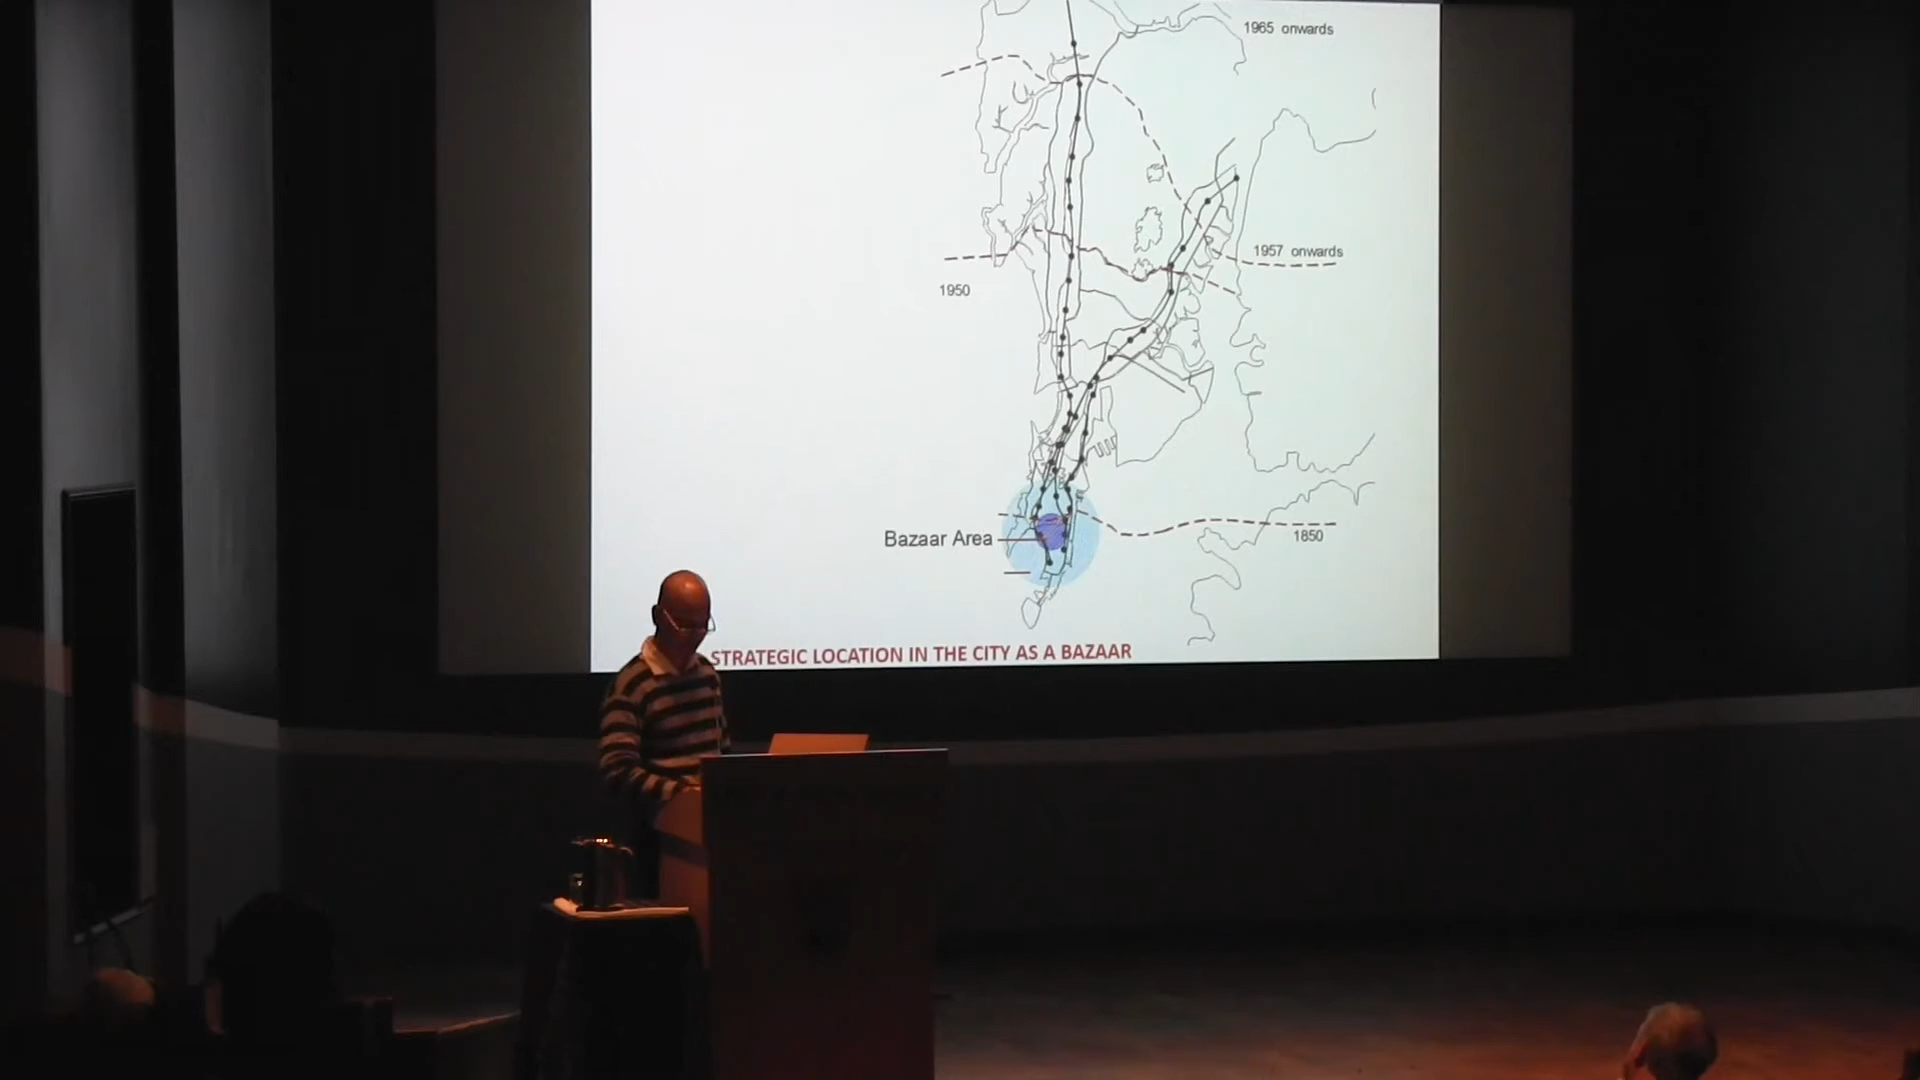 1965 onwards
1957 onwards
1950
Bazaar Area
1850
STRATEGIC LOCATION IN THE CITY AS A BAZAAR